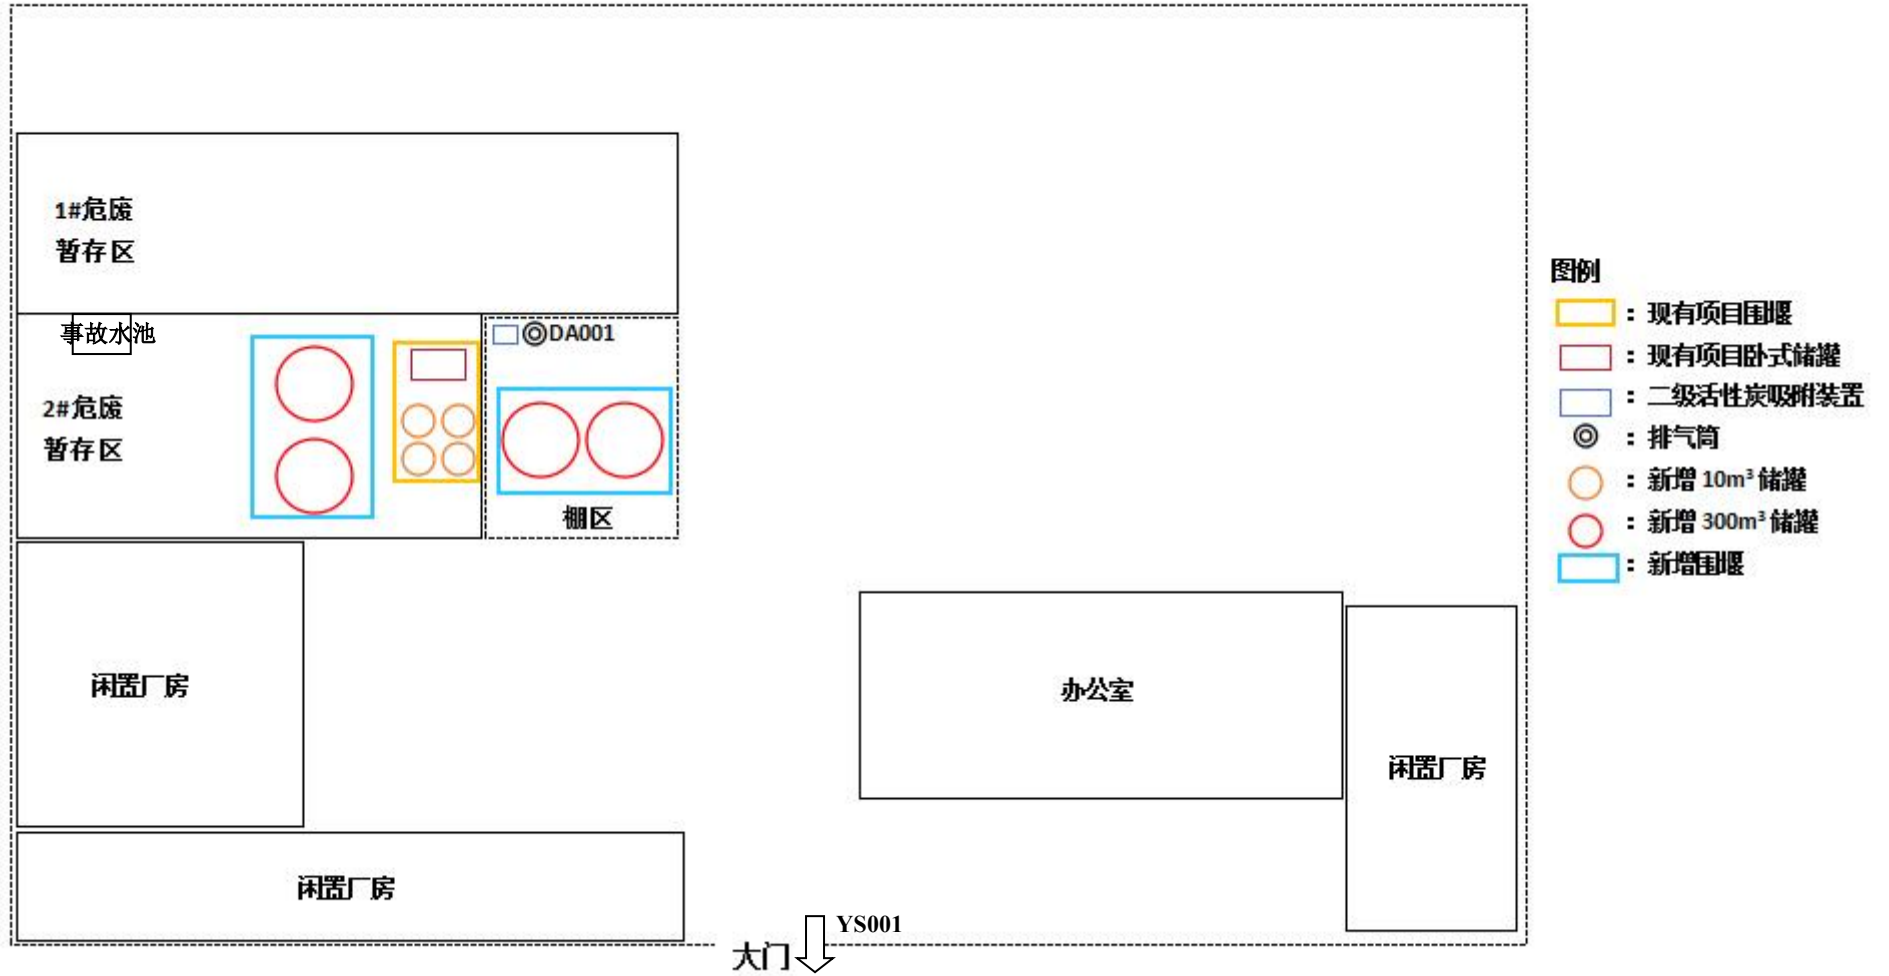 1#危废
暂存区
事故水池
DA001
2#危废
暂存区
棚区
闲置厂房
办公室
闲置厂房
闲置厂房
YS001
大门
图例
：现有项目围堰
：现有项目卧式储罐
：二级活性炭吸附装置
：排气筒
：新增 10m³ 储罐
：新增 300m³ 储罐
：新增围堰